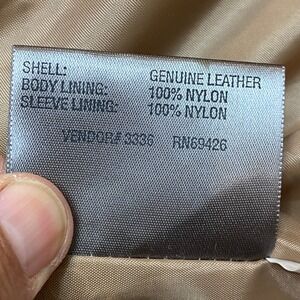 SHELL: GENUINE LEATHER
BODY LINING: 100% NYLON
SLEEVE LINING: 100% NYLON
VENDOR# 3336 RN69426